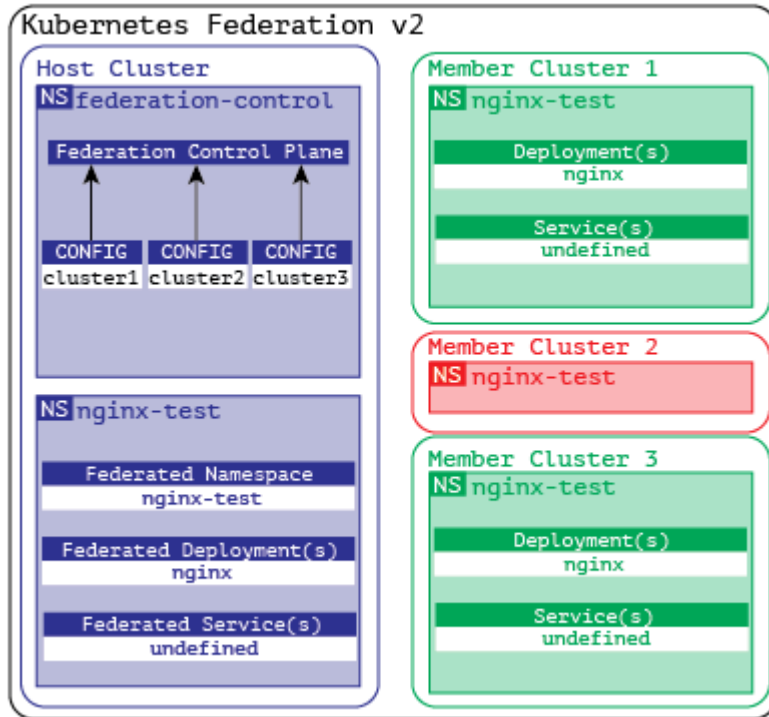 Kubernetes Federation v2
Host Cluster
NS federation-control
Federation Control Plane
CONFIG CONFIG CONFIG
cluster1 cluster2 cluster3
NS nginx-test
Federated Namespace
nginx-test
Federated Deployment(s)
nginx
Federated Service(s)
undefined
Member Cluster 1
NS nginx-test
Deployment(s)
nginx
Service(s)
undefined
Member Cluster 2
NS nginx-test
Member Cluster 3
NS nginx-test
Deployment(s)
nginx
Service(s)
undefined